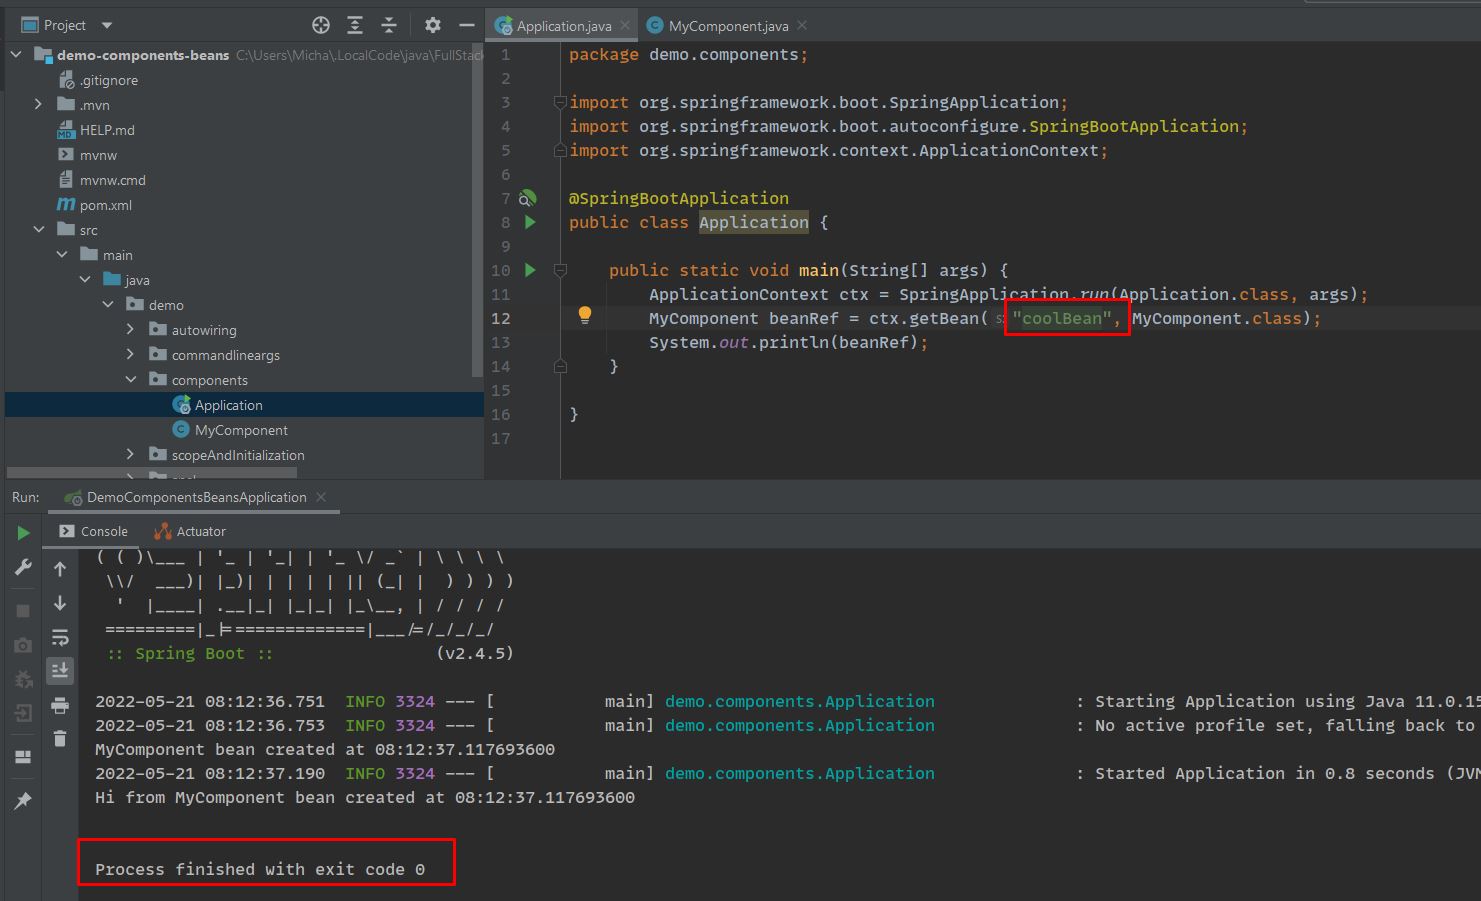 Project
demo-components-beans C:\Users\Micha\.LocalCode\java\FullStack
.gitignore
.mvn
HELP.md
mvnw
mvnw.cmd
pom.xml
src
main
java
demo
autowiring
commandlineargs
components
Application
MyComponent
scopeAndInitialization
Application.java
MyComponent.java
1 package demo.components;
2
3 import org.springframework.boot.SpringApplication;
4 import org.springframework.boot.autoconfigure.SpringBootApplication;
5 import org.springframework.context.ApplicationContext;
6
7 @SpringBootApplication
8 public class Application {
9
10 public static void main(String[] args) {
11 ApplicationContext ctx = SpringApplication.run(Application.class, args);
12 MyComponent beanRef = ctx.getBean( "coolBean", MyComponent.class);
13 System.out.println(beanRef);
14 }
15
16 }
17
Run: DemoComponentsBeansApplication
Console Actuator
( ( )\___ | '_ | '_| | '_ \/ _` | \ \ \ \
\\/  ___)| |_)| | | | | || (_| |  ) ) ) )
'  |____| .__|_| |_|_| |_\__, | / / / /
=========|_|==============|___/=/_/_/_/
:: Spring Boot :: (v2.4.5)
2022-05-21 08:12:36.751 INFO 3324 --- [ main] demo.components.Application : Starting Application using Java 11.0.15
2022-05-21 08:12:36.753 INFO 3324 --- [ main] demo.components.Application : No active profile set, falling back to
MyComponent bean created at 08:12:37.117693600
2022-05-21 08:12:37.190 INFO 3324 --- [ main] demo.components.Application : Started Application in 0.8 seconds (JVM
Hi from MyComponent bean created at 08:12:37.117693600
Process finished with exit code 0